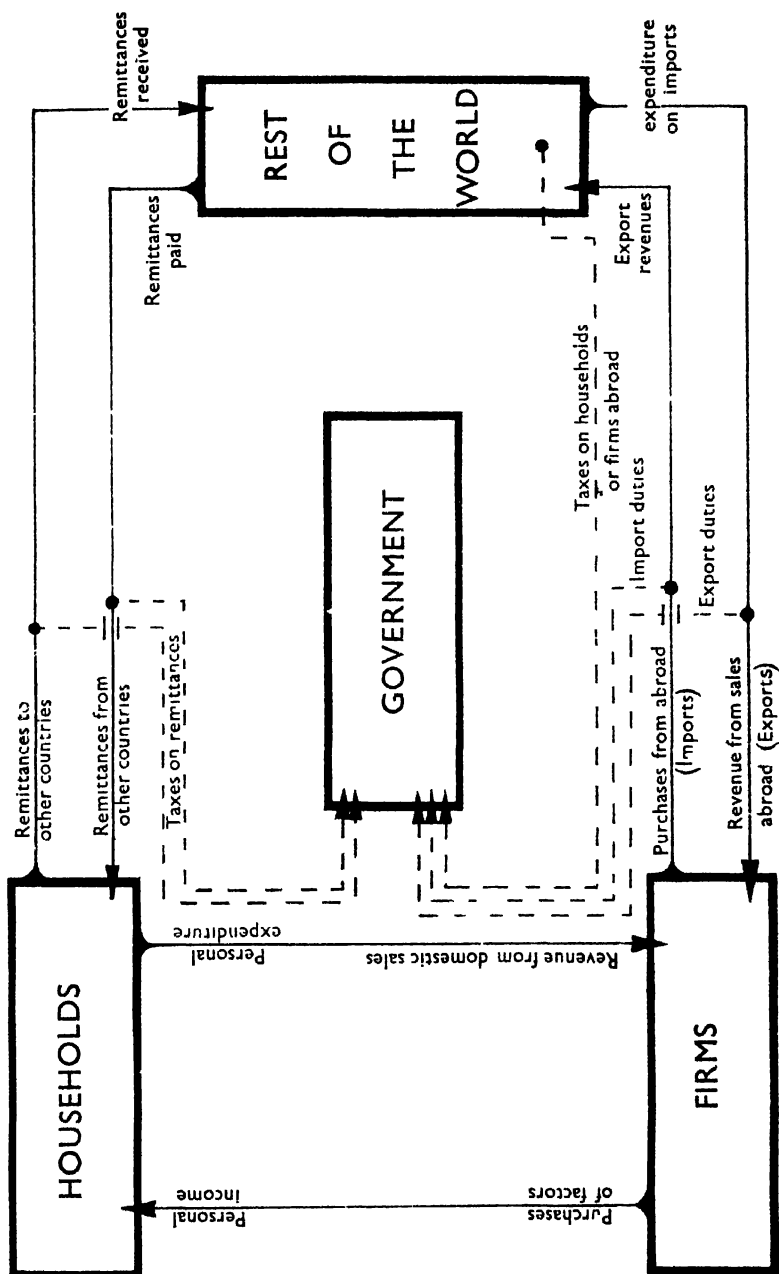 Remittances to
other countries
Remittances
received
HOUSEHOLDS
Remittances from
other countries
Remittances
paid
Taxes on remittances
REST
OF
THE
WORLD
Personal
income
Personal
expenditure
GOVERNMENT
Purchases
of factors
Revenue from domestic sales
Taxes on households
or firms abroad
Import duties
Export
revenues
Purchases from abroad
(Imports)
Export duties
expenditure
on imports
FIRMS
Revenue from sales
abroad (Exports)